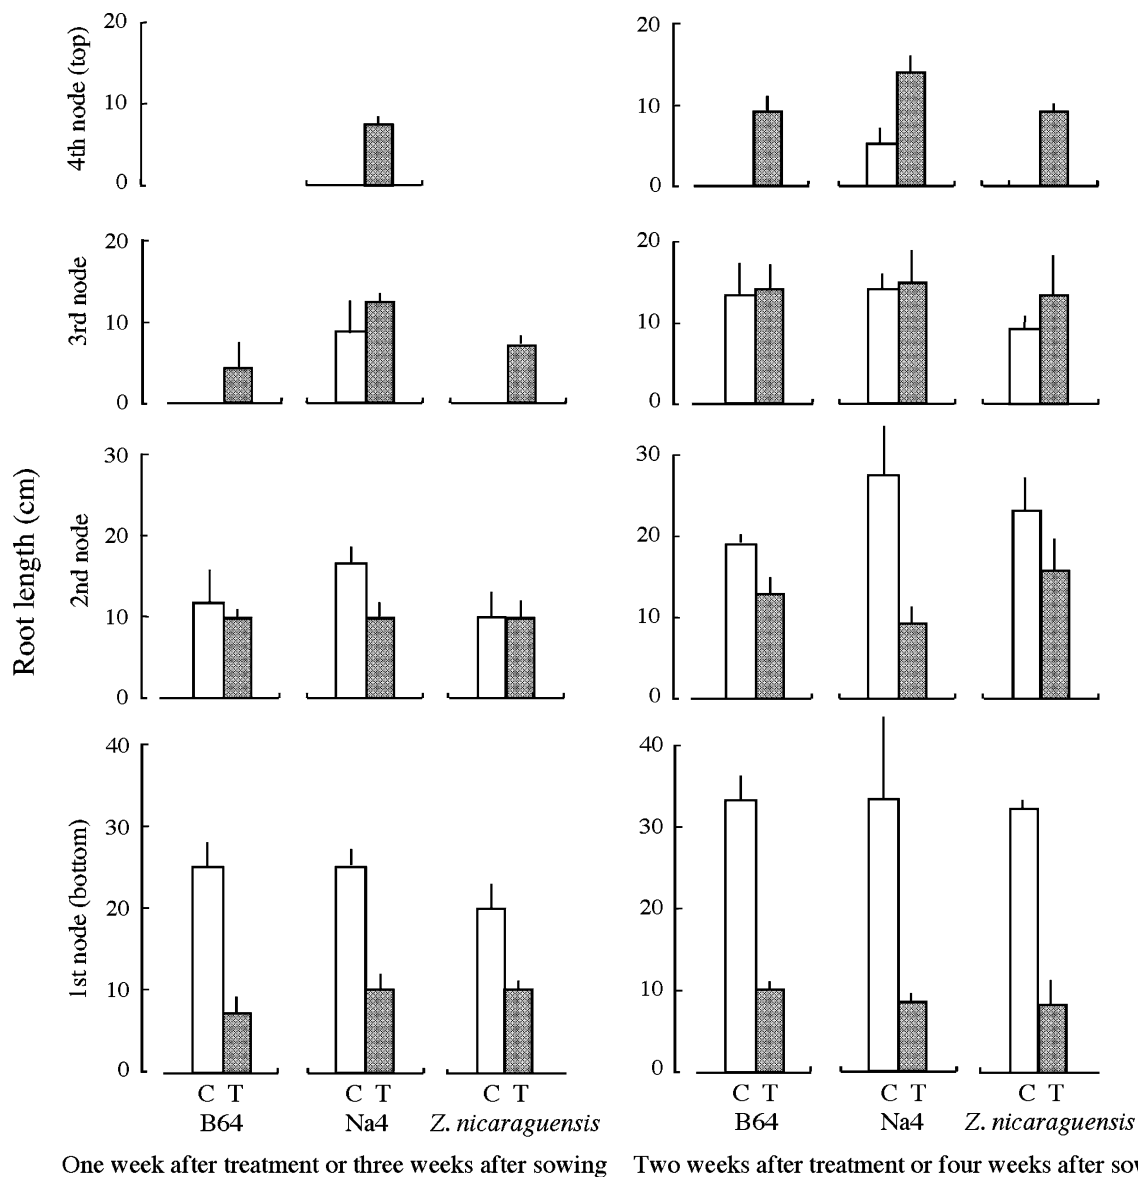 4th node (top)
20
10
0
20
10
0
3rd node
20
10
0
20
10
0
Root length (cm)
2nd node
30
20
10
0
30
20
10
0
1st node (bottom)
40
30
20
10
0
40
30
20
10
0
C T
C T
C T
C T
C T
C T
B64
Na4
Z. nicaraguensis
B64
Na4
Z. nicaraguensis
One week after treatment or three weeks after sowing
Two weeks after treatment or four weeks after sow